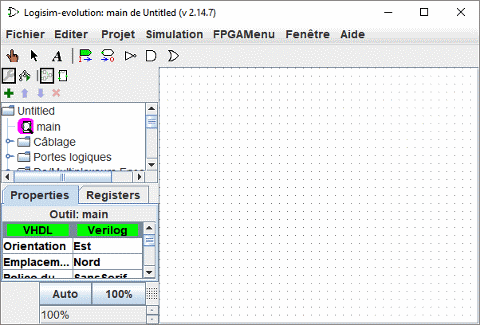 Logisim-evolution: main de Untitled (v 2.14.7)
Fichier Editer Projet Simulation FPGAMenu Fenêtre Aide
A
Untitled
main
Câblage
Portes logiques
Properties Registers
Outil: main
VHDL Verilog
Orientation Est
Emplacem... Nord
Police du SansSerif
Auto 100%
100%